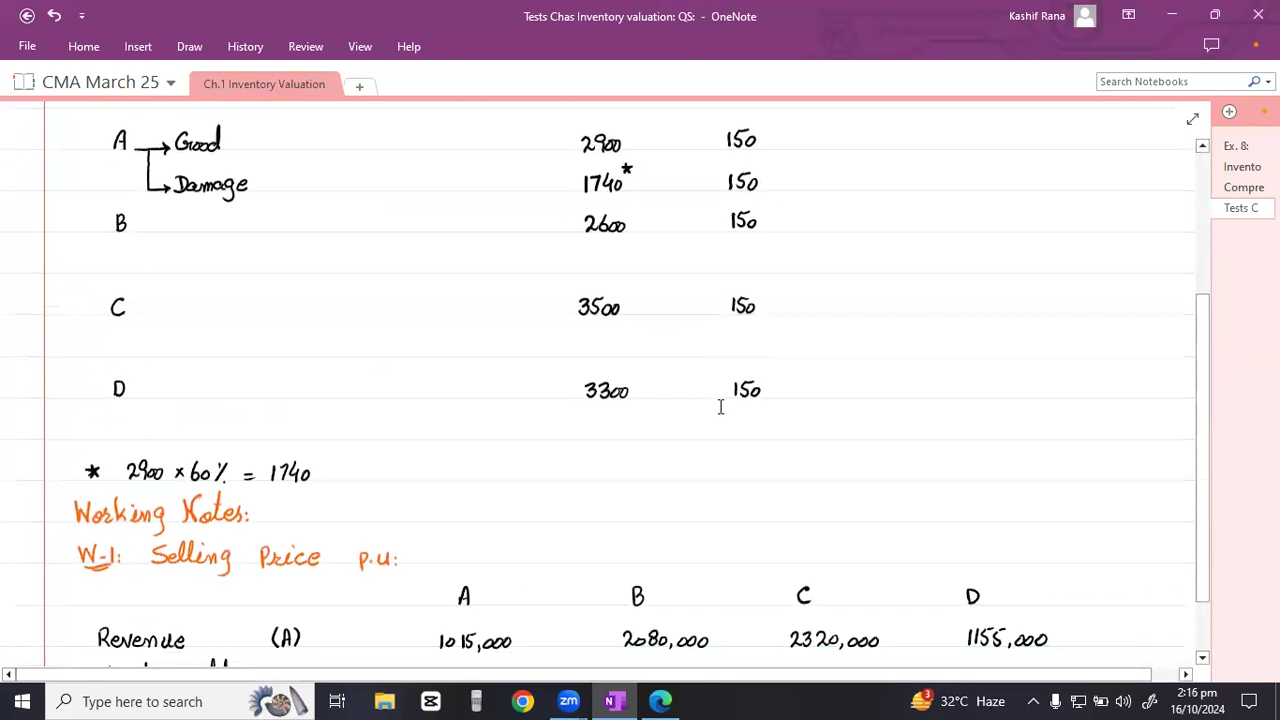 Tests Chas Inventory valuation: QS: - OneNote
Kashif Rana
File Home Insert Draw History Review View Help
CMA March 25
Ch.1 Inventory Valuation
+
Search Notebooks
A → Good 2900 150
→ Damage 1740* 150
B 2600 150
C 3500 150
D 3300 150
* 2900 × 60% = 1740
Working Notes:
W-1: Selling Price p.u:
A B C D
Revenue (A) 1015,000 2080,000 2320,000 1155,000
Ex. 8:
Invento
Compre
Tests C
Type here to search
3
32°C Haze
2:16 pm
16/10/2024